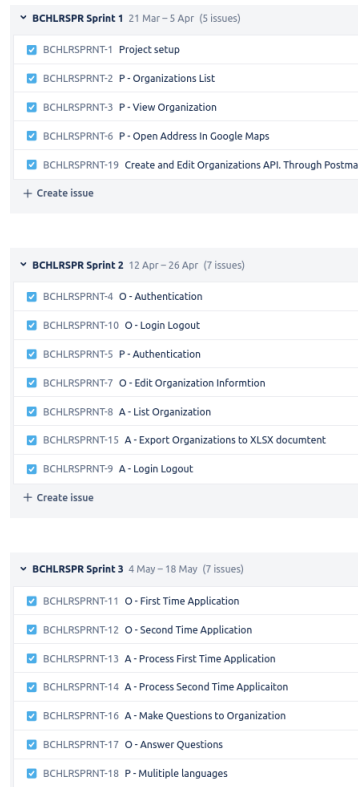 BCHLRSPR Sprint 1 21 Mar – 5 Apr (5 issues)
BCHLRSPRNT-1 Project setup
BCHLRSPRNT-2 P - Organizations List
BCHLRSPRNT-3 P - View Organization
BCHLRSPRNT-6 P - Open Address In Google Maps
BCHLRSPRNT-19 Create and Edit Organizations API. Through Postma
+ Create issue
BCHLRSPR Sprint 2 12 Apr – 26 Apr (7 issues)
BCHLRSPRNT-4 O - Authentication
BCHLRSPRNT-10 O - Login Logout
BCHLRSPRNT-5 P - Authentication
BCHLRSPRNT-7 O - Edit Organization Informtion
BCHLRSPRNT-8 A - List Organization
BCHLRSPRNT-15 A - Export Organizations to XLSX documtent
BCHLRSPRNT-9 A - Login Logout
+ Create issue
BCHLRSPR Sprint 3 4 May – 18 May (7 issues)
BCHLRSPRNT-11 O - First Time Application
BCHLRSPRNT-12 O - Second Time Application
BCHLRSPRNT-13 A - Process First Time Application
BCHLRSPRNT-14 A - Process Second Time Applicaiton
BCHLRSPRNT-16 A - Make Questions to Organization
BCHLRSPRNT-17 O - Answer Questions
BCHLRSPRNT-18 P - Mulitiple languages